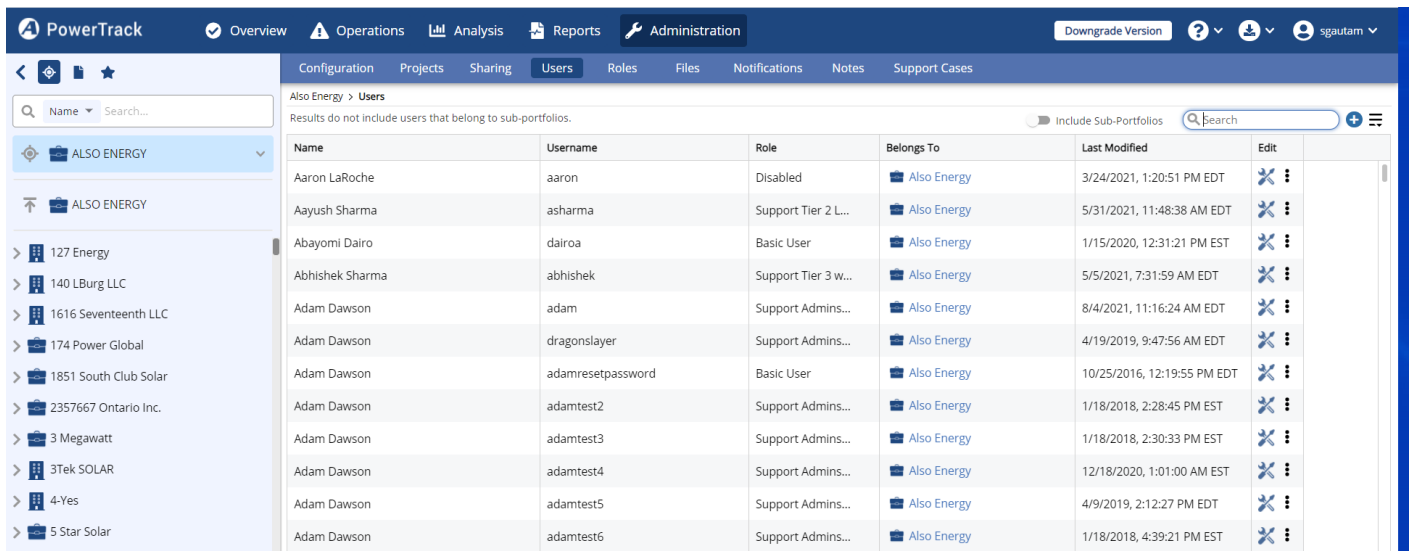 PowerTrack Overview Operations Analysis Reports Administration Downgrade Version sgautam
Configuration Projects Sharing Users Roles Files Notifications Notes Support Cases
Name Search...
ALSO ENERGY
ALSO ENERGY
127 Energy
140 LBurg LLC
1616 Seventeenth LLC
174 Power Global
1851 South Club Solar
2357667 Ontario Inc.
3 Megawatt
3Tek SOLAR
4-Yes
5 Star Solar
Also Energy > Users
Results do not include users that belong to sub-portfolios. Include Sub-Portfolios Search
Name Username Role Belongs To Last Modified Edit
Aaron LaRoche aaron Disabled Also Energy 3/24/2021, 1:20:51 PM EDT
Aayush Sharma asharma Support Tier 2 L... Also Energy 5/31/2021, 11:48:38 AM EDT
Abayomi Dairo dairoa Basic User Also Energy 1/15/2020, 12:31:21 PM EST
Abhishek Sharma abhishek Support Tier 3 w... Also Energy 5/5/2021, 7:31:59 AM EDT
Adam Dawson adam Support Admins... Also Energy 8/4/2021, 11:16:24 AM EDT
Adam Dawson dragonslayer Support Admins... Also Energy 4/19/2019, 9:47:56 AM EDT
Adam Dawson adamresetpassword Basic User Also Energy 10/25/2016, 12:19:55 PM EDT
Adam Dawson adamtest2 Support Admins... Also Energy 1/18/2018, 2:28:45 PM EST
Adam Dawson adamtest3 Support Admins... Also Energy 1/18/2018, 2:30:33 PM EST
Adam Dawson adamtest4 Support Admins... Also Energy 12/18/2020, 1:01:00 AM EST
Adam Dawson adamtest5 Support Admins... Also Energy 4/9/2019, 2:12:27 PM EDT
Adam Dawson adamtest6 Support Admins... Also Energy 1/18/2018, 4:39:21 PM EST